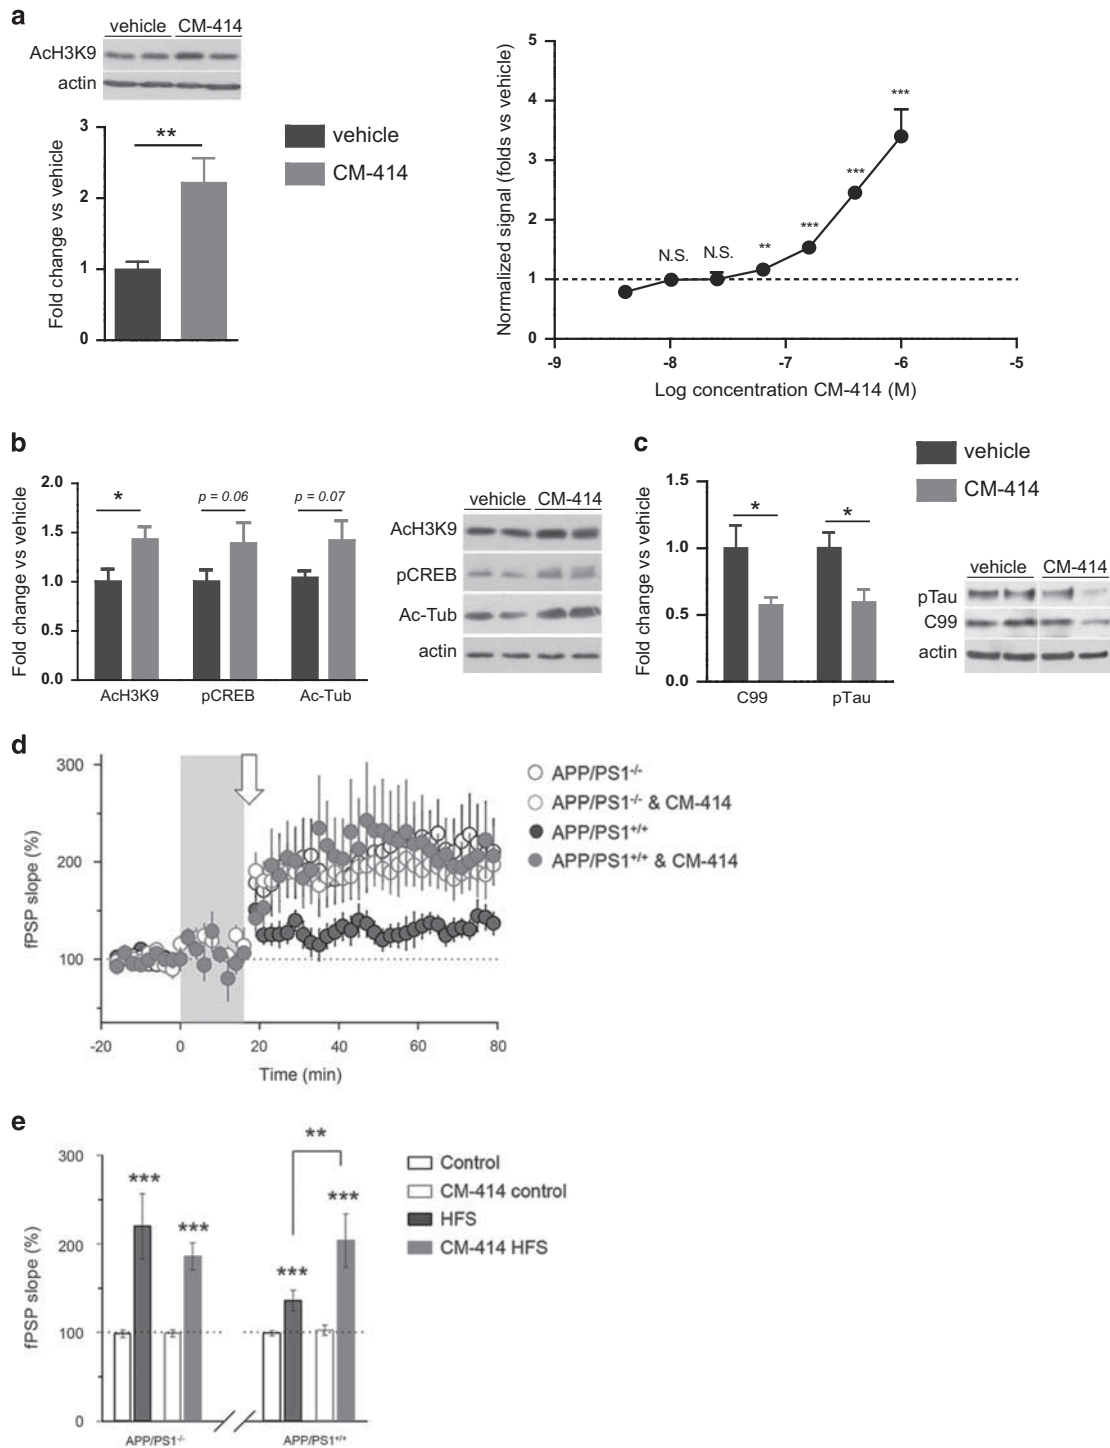 a
vehicle CM-414
AcH3K9
actin
Fold change vs vehicle
3
2
1
0
**
vehicle
CM-414
Normalized signal (folds vs vehicle)
5
4
3
2
1
0
N.S.
N.S.
**
***
***
***
-9 -8 -7 -6 -5
Log concentration CM-414 (M)
b
Fold change vs vehicle
2.0
1.5
1.0
0.5
0.0
*
p = 0.06
p = 0.07
AcH3K9 pCREB Ac-Tub
vehicle CM-414
AcH3K9
pCREB
Ac-Tub
actin
c
vehicle
CM-414
Fold change vs vehicle
1.5
1.0
0.5
0.0
*
*
C99 pTau
vehicle CM-414
pTau
C99
actin
d
fPSP slope (%)
300
200
100
-20 0 20 40 60 80
Time (min)
APP/PS1-/-
APP/PS1-/- & CM-414
APP/PS1+/+
APP/PS1+/+ & CM-414
e
fPSP slope (%)
300
200
100
0
***
***
***
**
***
APP/PS1-/- APP/PS1+/+
Control
CM-414 control
HFS
CM-414 HFS